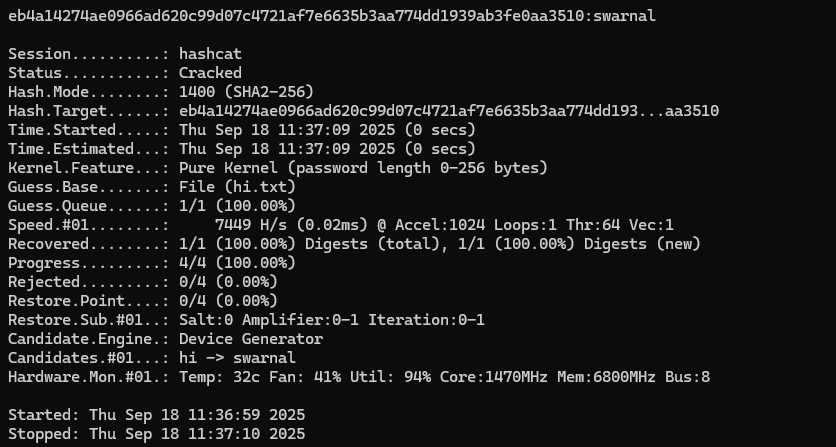 eb4a14274ae0966ad620c99d07c4721af7e6635b3aa774dd1939ab3fe0aa3510:swarnal

Session..........: hashcat
Status...........: Cracked
Hash.Mode........: 1400 (SHA2-256)
Hash.Target......: eb4a14274ae0966ad620c99d07c4721af7e6635b3aa774dd193...aa3510
Time.Started.....: Thu Sep 18 11:37:09 2025 (0 secs)
Time.Estimated...: Thu Sep 18 11:37:09 2025 (0 secs)
Kernel.Feature...: Pure Kernel (password length 0-256 bytes)
Guess.Base.......: File (hi.txt)
Guess.Queue......: 1/1 (100.00%)
Speed.#01........:     7449 H/s (0.02ms) @ Accel:1024 Loops:1 Thr:64 Vec:1
Recovered........: 1/1 (100.00%) Digests (total), 1/1 (100.00%) Digests (new)
Progress.........: 4/4 (100.00%)
Rejected.........: 0/4 (0.00%)
Restore.Point....: 0/4 (0.00%)
Restore.Sub.#01..: Salt:0 Amplifier:0-1 Iteration:0-1
Candidate.Engine.: Device Generator
Candidates.#01...: hi -> swarnal
Hardware.Mon.#01.: Temp: 32c Fan: 41% Util: 94% Core:1470MHz Mem:6800MHz Bus:8

Started: Thu Sep 18 11:36:59 2025
Stopped: Thu Sep 18 11:37:10 2025